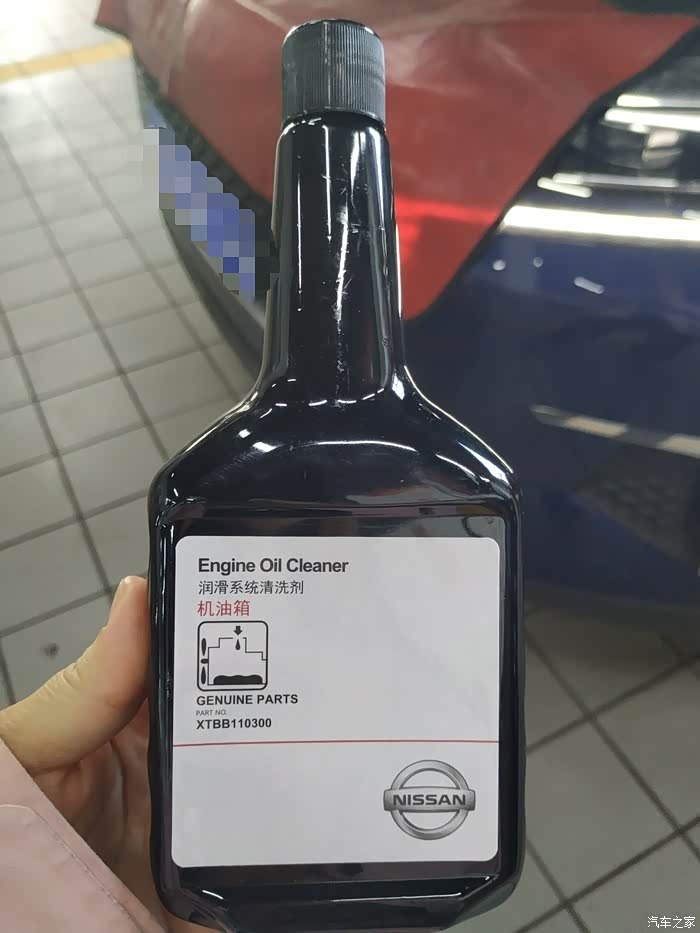 Engine Oil Cleaner
润滑系统清洗剂
机油箱
GENUINE PARTS
PART NO.
XTBB110300
NISSAN
汽车之家